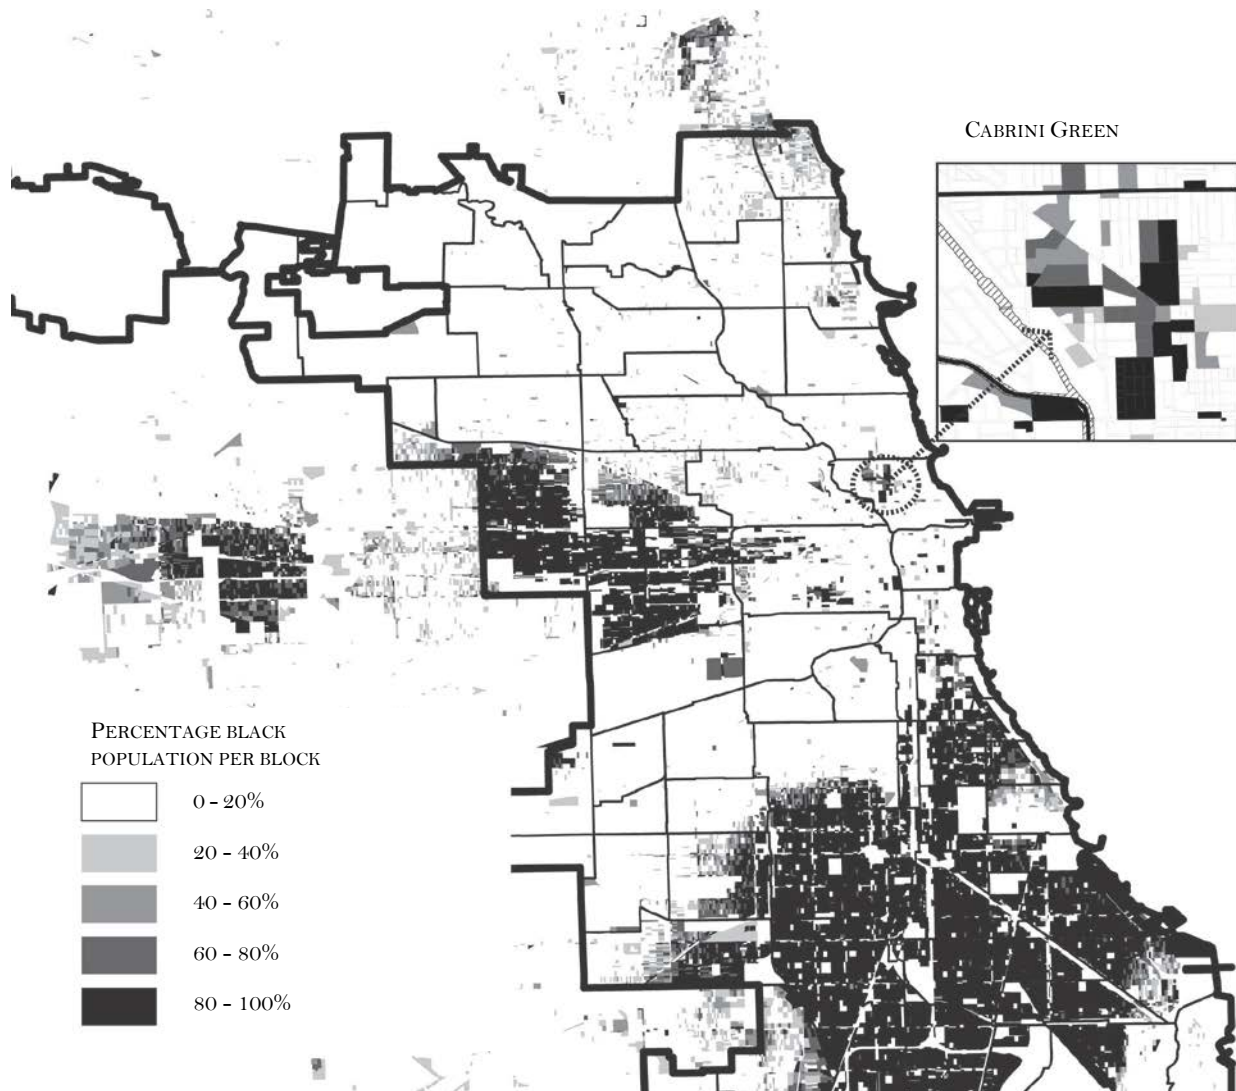 CABRINI GREEN
PERCENTAGE BLACK
POPULATION PER BLOCK
0 - 20%
20 - 40%
40 - 60%
60 - 80%
80 - 100%